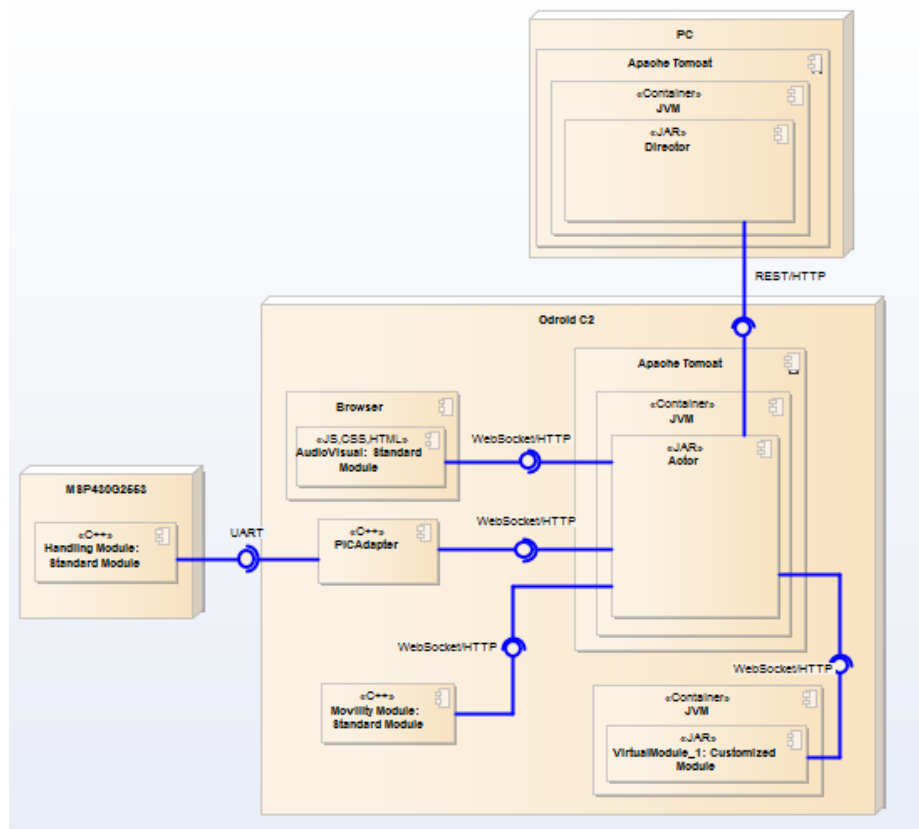 PC
Apache Tomcat
«Container»
JVM
«JAR»
Director
REST/HTTP
Odroid C2
Apache Tomcat
«Container»
JVM
«JAR»
Actor
Browser
«JS,CSS,HTML»
AudioVisual: Standard
Module
WebSocket/HTTP
MSP430G2553
«C++»
Handling Module:
Standard Module
UART
«C++»
PICAdapter
WebSocket/HTTP
WebSocket/HTTP
«C++»
Movility Module:
Standard Module
WebSocket/HTTP
«Container»
JVM
«JAR»
VirtualModule_1: Customized
Module